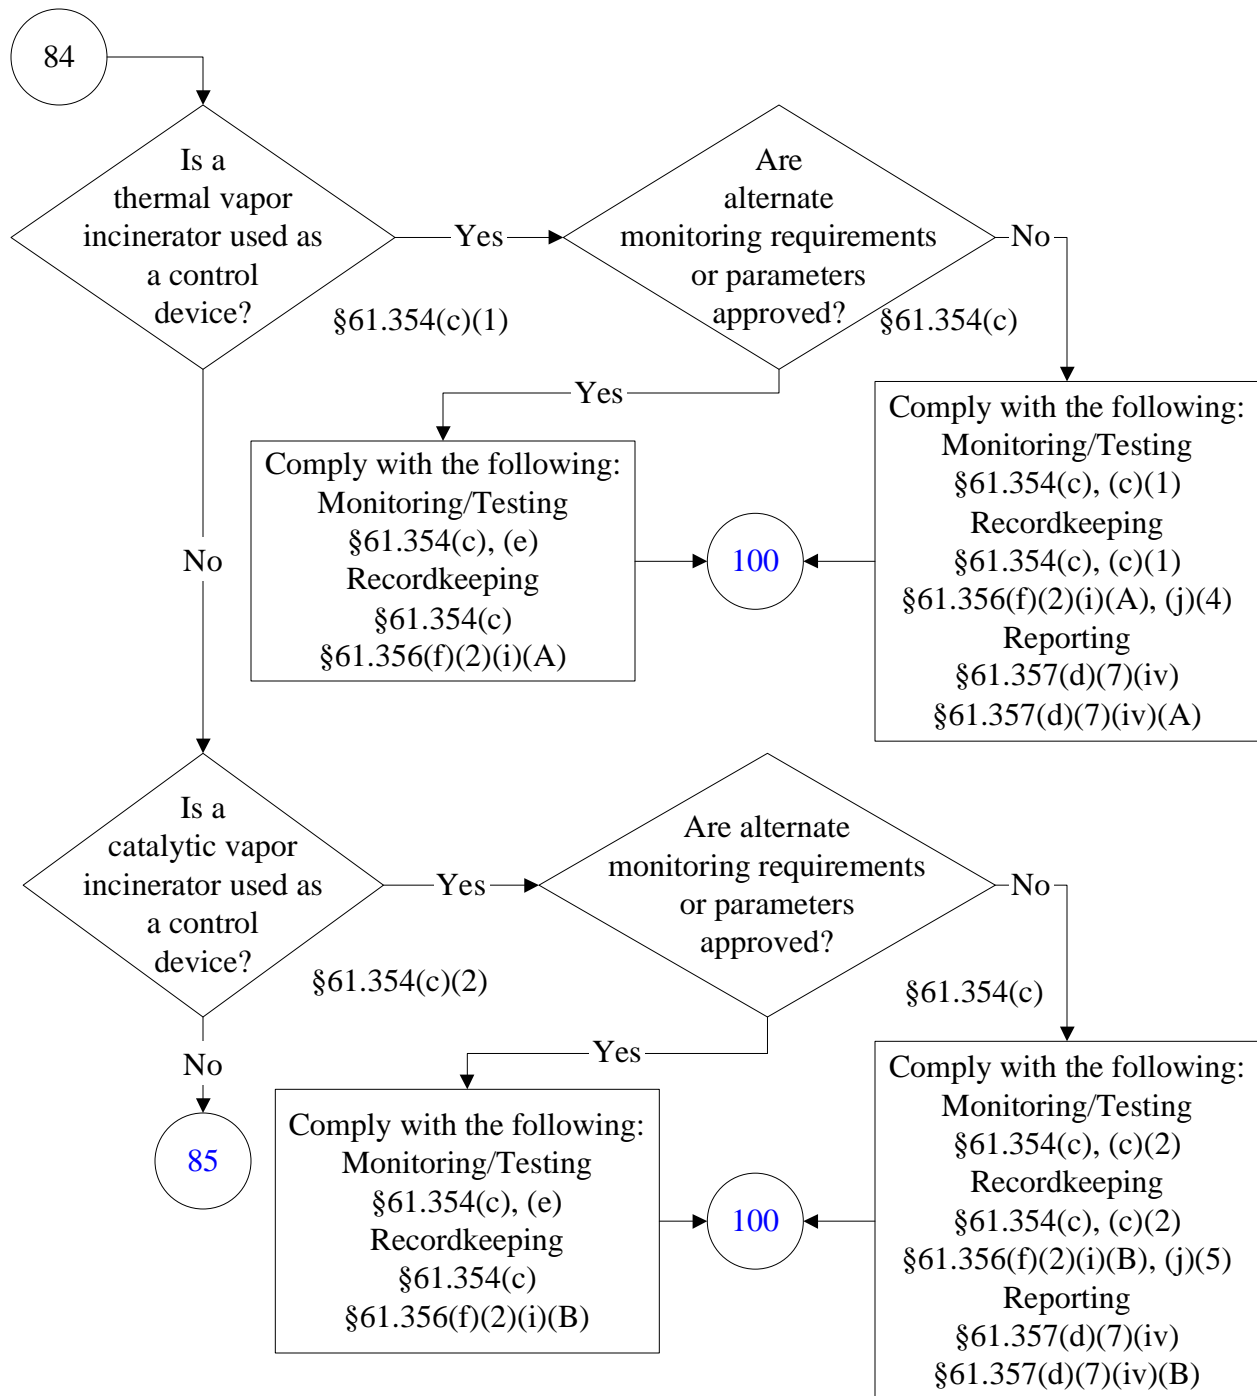 84
Is a
thermal vapor
incinerator used as
a control
device?
Yes
§61.354(c)(1)
Are
alternate
monitoring requirements
or parameters
approved?
No
§61.354(c)
Yes
Comply with the following:
Monitoring/Testing
§61.354(c), (e)
Recordkeeping
§61.354(c)
§61.356(f)(2)(i)(A)
100
Comply with the following:
Monitoring/Testing
§61.354(c), (c)(1)
Recordkeeping
§61.354(c), (c)(1)
§61.356(f)(2)(i)(A), (j)(4)
Reporting
§61.357(d)(7)(iv)
§61.357(d)(7)(iv)(A)
No
Is a
catalytic vapor
incinerator used as
a control
device?
Yes
§61.354(c)(2)
Are alternate
monitoring requirements
or parameters
approved?
No
§61.354(c)
No
85
Yes
Comply with the following:
Monitoring/Testing
§61.354(c), (e)
Recordkeeping
§61.354(c)
§61.356(f)(2)(i)(B)
100
Comply with the following:
Monitoring/Testing
§61.354(c), (c)(2)
Recordkeeping
§61.354(c), (c)(2)
§61.356(f)(2)(i)(B), (j)(5)
Reporting
§61.357(d)(7)(iv)
§61.357(d)(7)(iv)(B)